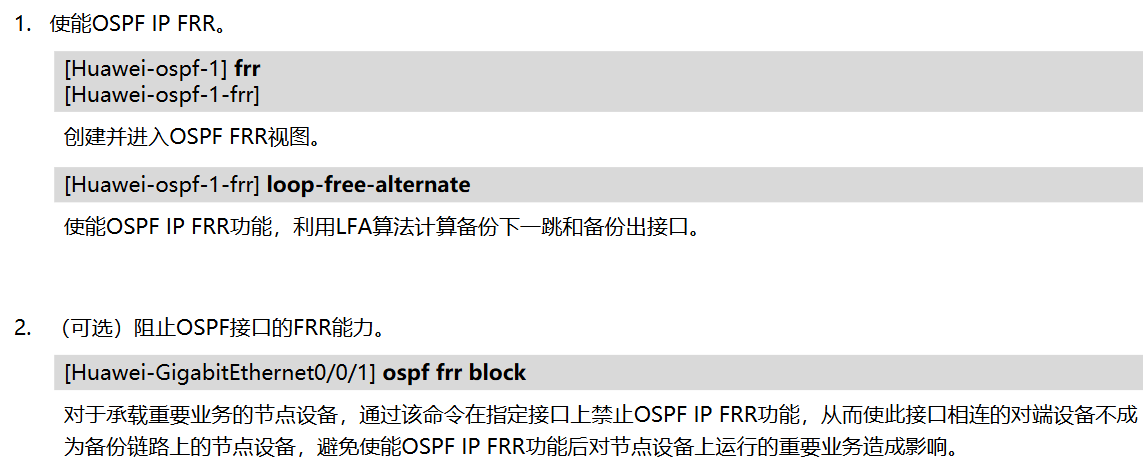 1. 使能OSPF IP FRR。
[Huawei-ospf-1] frr
[Huawei-ospf-1-frr]
创建并进入OSPF FRR视图。
[Huawei-ospf-1-frr] loop-free-alternate
使能OSPF IP FRR功能，利用LFA算法计算备份下一跳和备份出接口。
2. （可选）阻止OSPF接口的FRR能力。
[Huawei-GigabitEthernet0/0/1] ospf frr block
对于承载重要业务的节点设备，通过该命令在指定接口上禁止OSPF IP FRR功能，从而使此接口相连的对端设备不成
为备份链路上的节点设备，避免使能OSPF IP FRR功能后对节点设备上运行的重要业务造成影响。